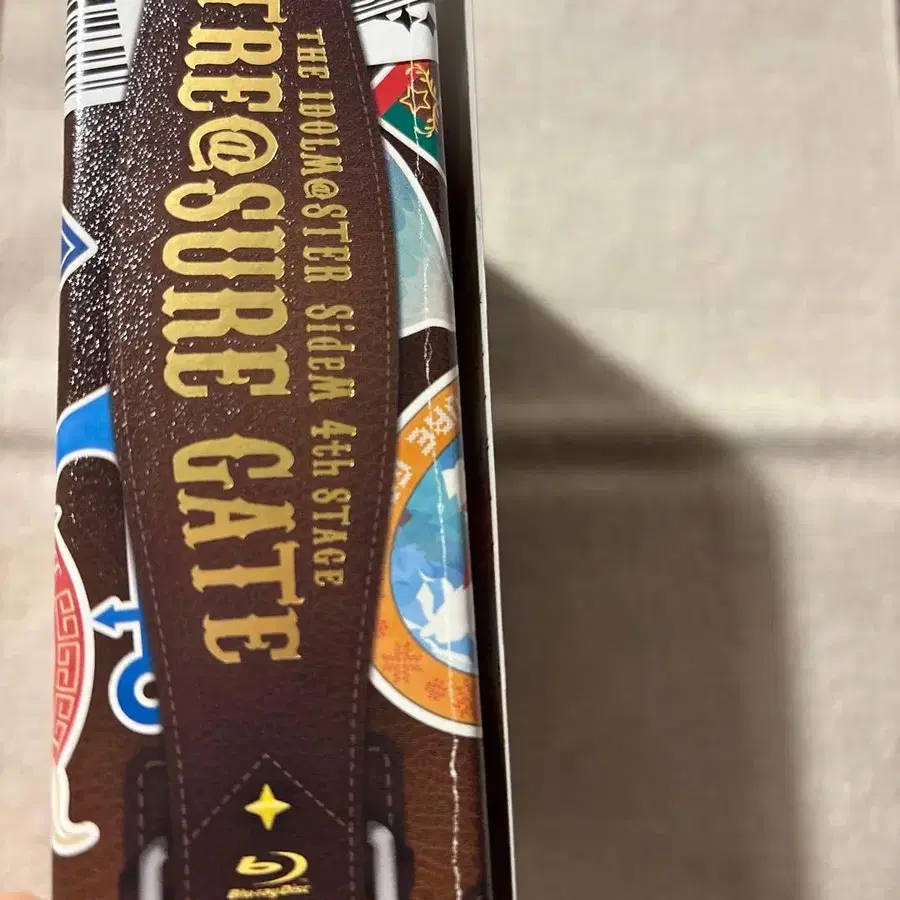 THE IDOLM@STER SideM 4th STAGE
TRE@SURE GATE
Blu-ray Disc